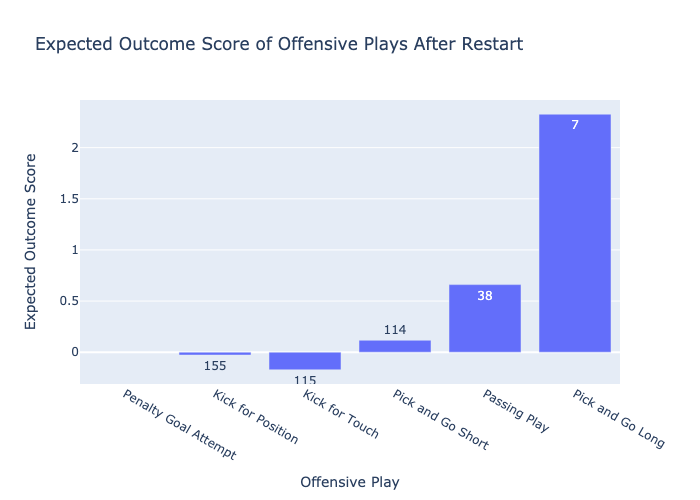 Expected Outcome Score of Offensive Plays After Restart
Expected Outcome Score
2
1.5
1
0.5
0
155
115
114
38
7
Penalty Goal Attempt
Kick for Position
Kick for Touch
Pick and Go Short
Passing Play
Pick and Go Long
Offensive Play